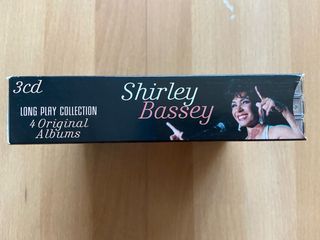 3cd
LONG PLAY COLLECTION
4 Original
Albums
Shirley
Bassey